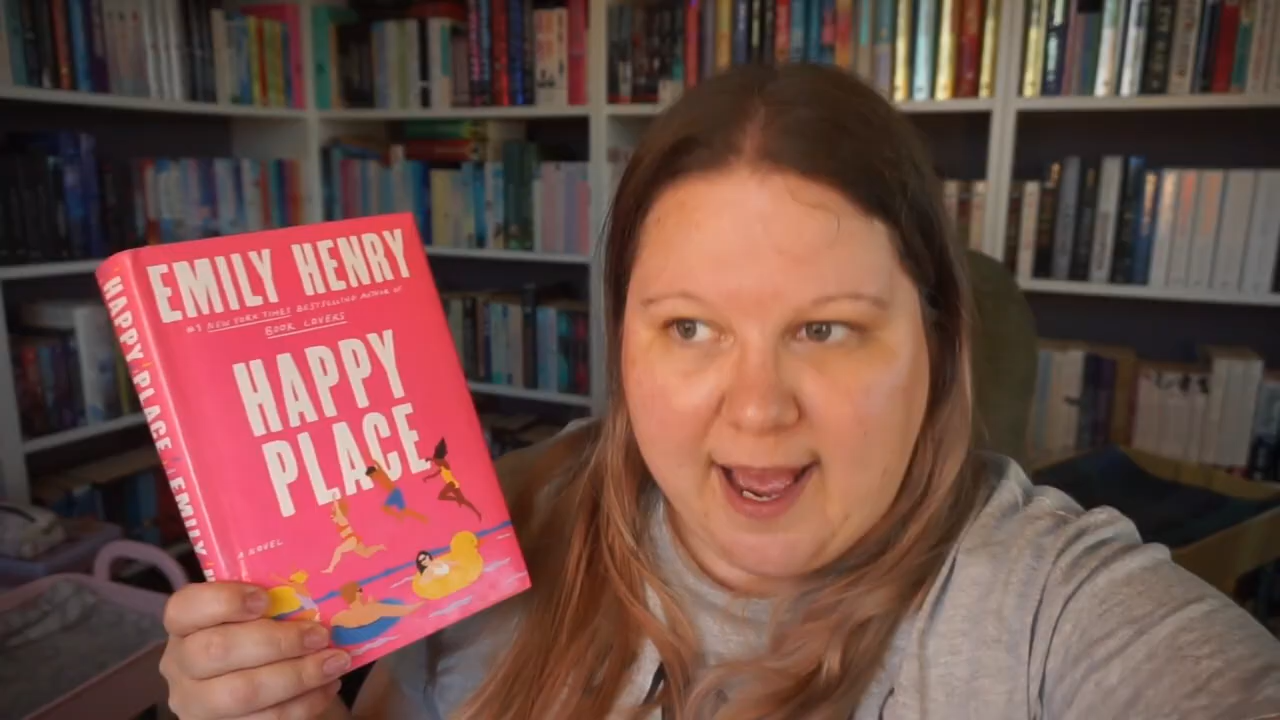 EMILY HENRY
#1 NEW YORK TIMES BESTSELLING AUTHOR OF
BOOK LOVERS
HAPPY
PLACE
A NOVEL
HAPPY PLACE EMILY